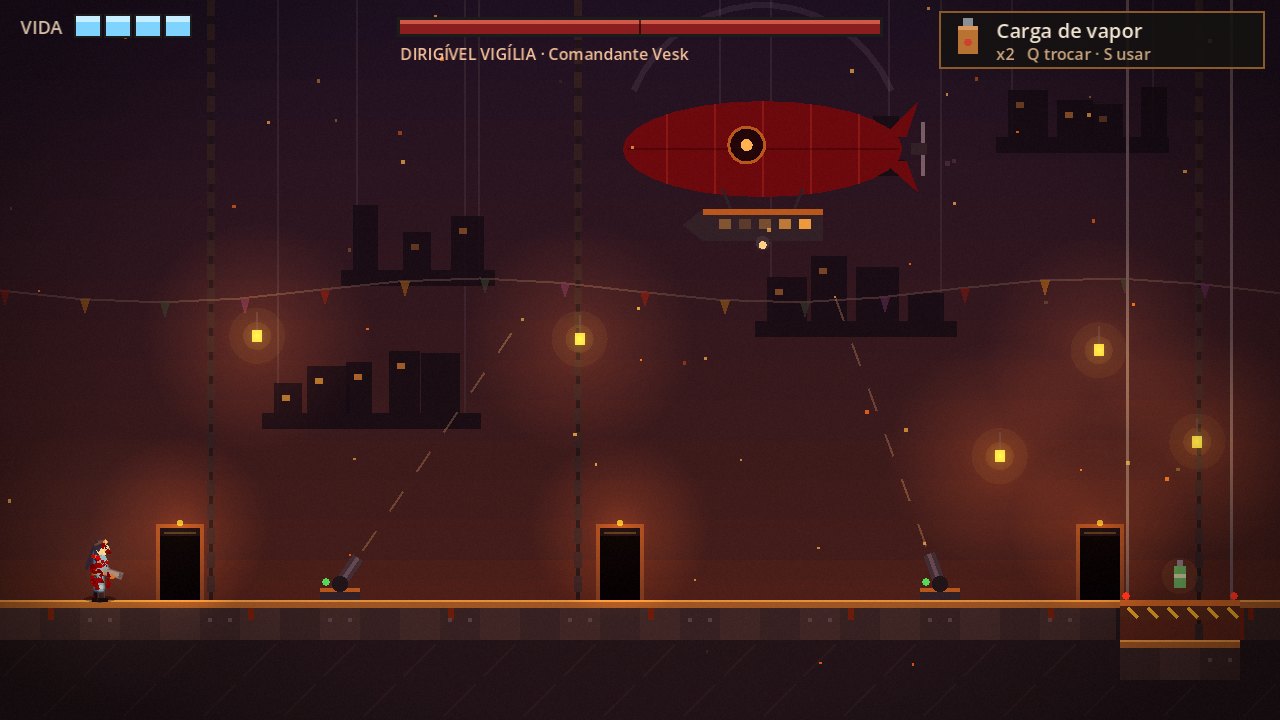 VIDA
DIRIGÍVEL VIGÍLIA · Comandante Vesk
Carga de vapor
x2 Q trocar · S usar